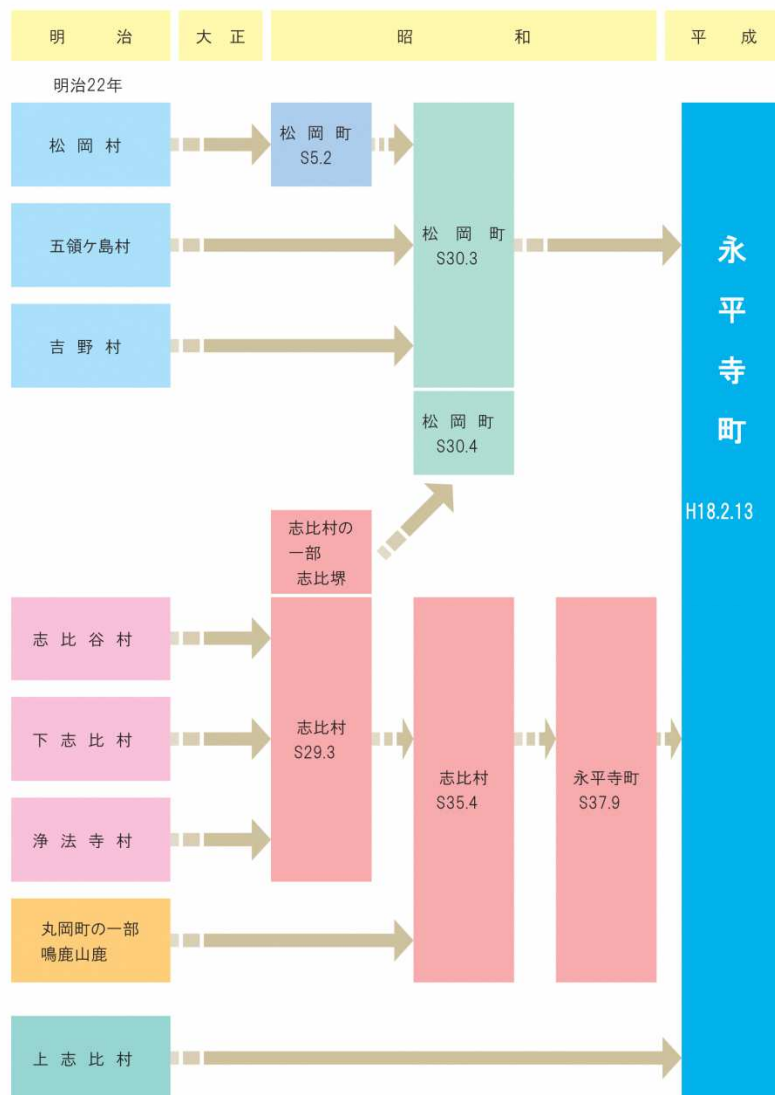 明治
大正
昭和
平成
明治22年
松岡村
松岡町
S5.2
五領ケ島村
松岡町
S30.3
吉野村
松岡町
S30.4
永平寺町
H18.2.13
志比村の
一部
志比堺
志比谷村
下志比村
志比村
S29.3
志比村
S35.4
永平寺町
S37.9
浄法寺村
丸岡町の一部
鳴鹿山鹿
上志比村